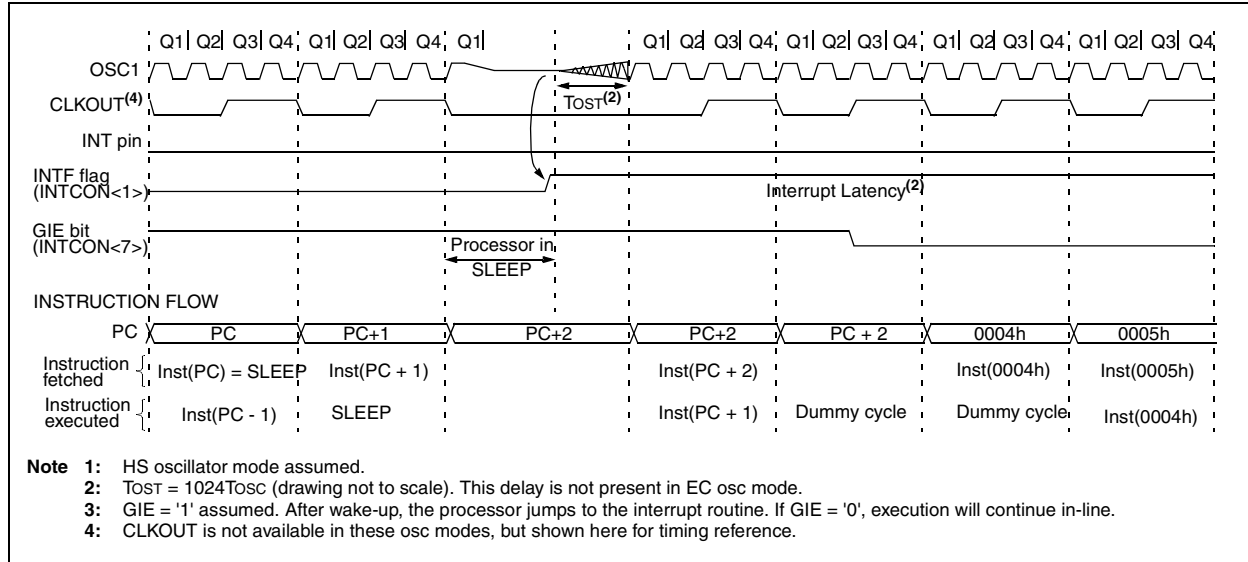 Q1 Q2 Q3 Q4 Q1 Q2 Q3 Q4 Q1 Q1 Q2 Q3 Q4 Q1 Q2 Q3 Q4 Q1 Q2 Q3 Q4 Q1 Q2 Q3 Q4
OSC1
CLKOUT(4)
TOST(2)
INT pin
INTF flag
(INTCON<1>)
Interrupt Latency(2)
GIE bit
(INTCON<7>)
Processor in
SLEEP
INSTRUCTION FLOW
PC PC PC+1 PC+2 PC+2 PC + 2 0004h 0005h
Instruction
fetched
Inst(PC) = SLEEP Inst(PC + 1) Inst(PC + 2) Inst(0004h) Inst(0005h)
Instruction
executed
Inst(PC - 1) SLEEP Inst(PC + 1) Dummy cycle Dummy cycle Inst(0004h)
Note 1: HS oscillator mode assumed.
2: TOST = 1024TOSC (drawing not to scale). This delay is not present in EC osc mode.
3: GIE = '1' assumed. After wake-up, the processor jumps to the interrupt routine. If GIE = '0', execution will continue in-line.
4: CLKOUT is not available in these osc modes, but shown here for timing reference.